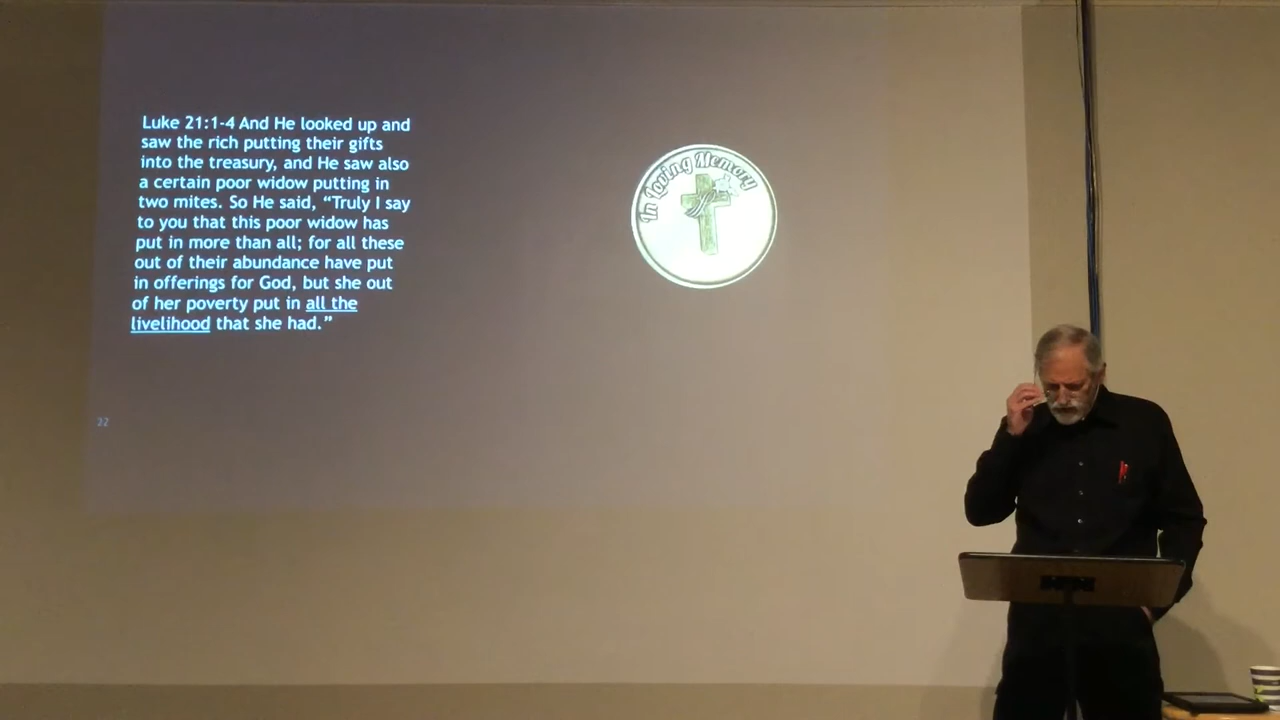 Luke 21:1-4 And He looked up and
saw the rich putting their gifts
into the treasury, and He saw also
a certain poor widow putting in
two mites. So He said, “Truly I say
to you that this poor widow has
put in more than all; for all these
out of their abundance have put
in offerings for God, but she out
of her poverty put in all the
livelihood that she had.”
In Loving Memory